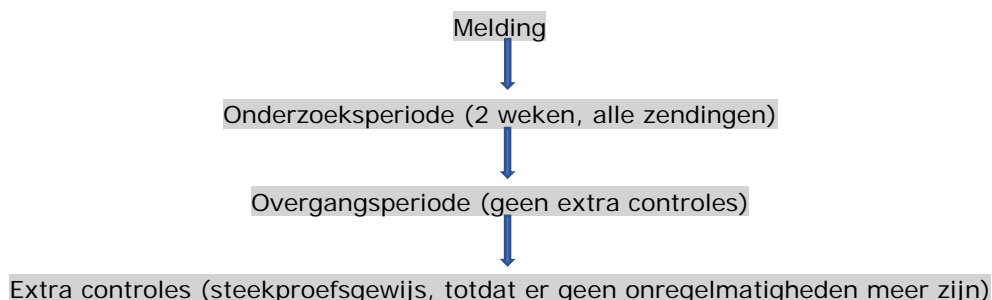 Melding
Onderzoeksperiode (2 weken, alle zendingen)
Overgangsperiode (geen extra controles)
Extra controles (steekproefsgewijs, totdat er geen onregelmatigheden meer zijn)